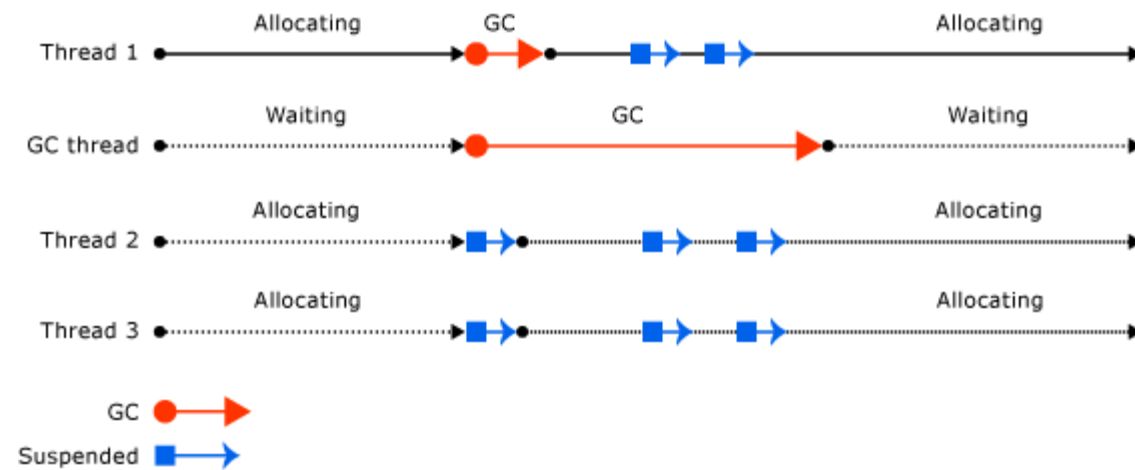 Allocating GC Allocating
Thread 1
Waiting GC Waiting
GC thread
Allocating Allocating
Thread 2
Allocating Allocating
Thread 3
GC
Suspended